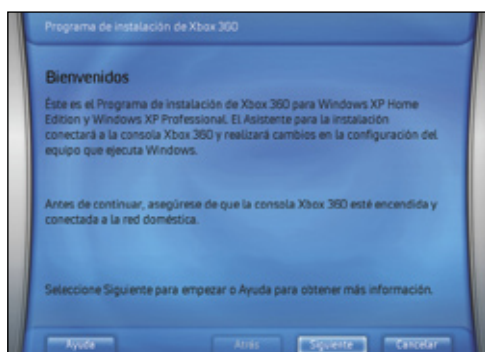 Programa de instalación de Xbox 360
Bienvenidos
Éste es el Programa de instalación de Xbox 360 para Windows XP Home
Edition y Windows XP Professional. El Asistente para la instalación
conectará a la consola Xbox 360 y realizará cambios en la configuración del
equipo que ejecuta Windows.
Antes de continuar, asegúrese de que la consola Xbox 360 esté encendida y
conectada a la red doméstica.
Seleccione Siguiente para empezar o Ayuda para obtener más información.
Ayuda Atrás Siguiente Cancelar